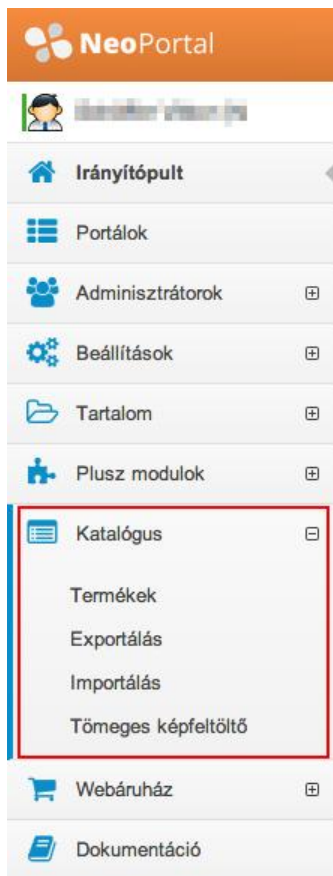 NeoPortal
Irányítópult
Portálok
Adminisztrátorok
Beállítások
Tartalom
Plusz modulok
Katalógus
Termékek
Exportálás
Importálás
Tömeges képfeltöltő
Webáruház
Dokumentáció